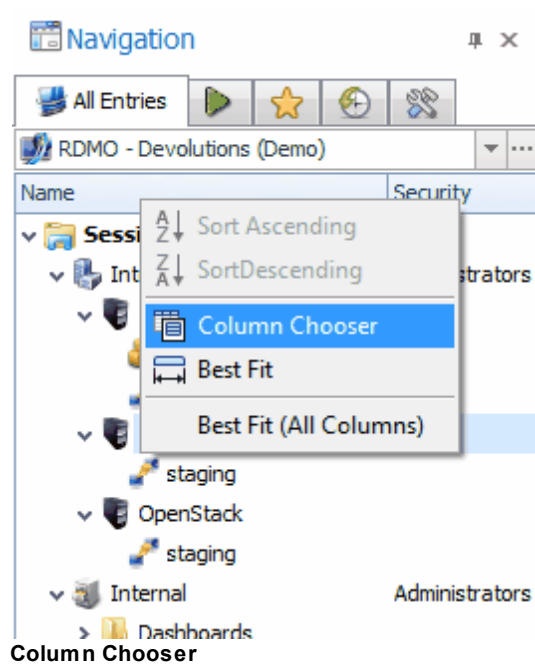 Navigation
All Entries
RDMO - Devolutions (Demo)
Name Security
Sort Ascending
SortDescending
Column Chooser
Best Fit
Best Fit (All Columns)
staging
OpenStack
staging
Internal Administrators
Dashboards
Column Chooser